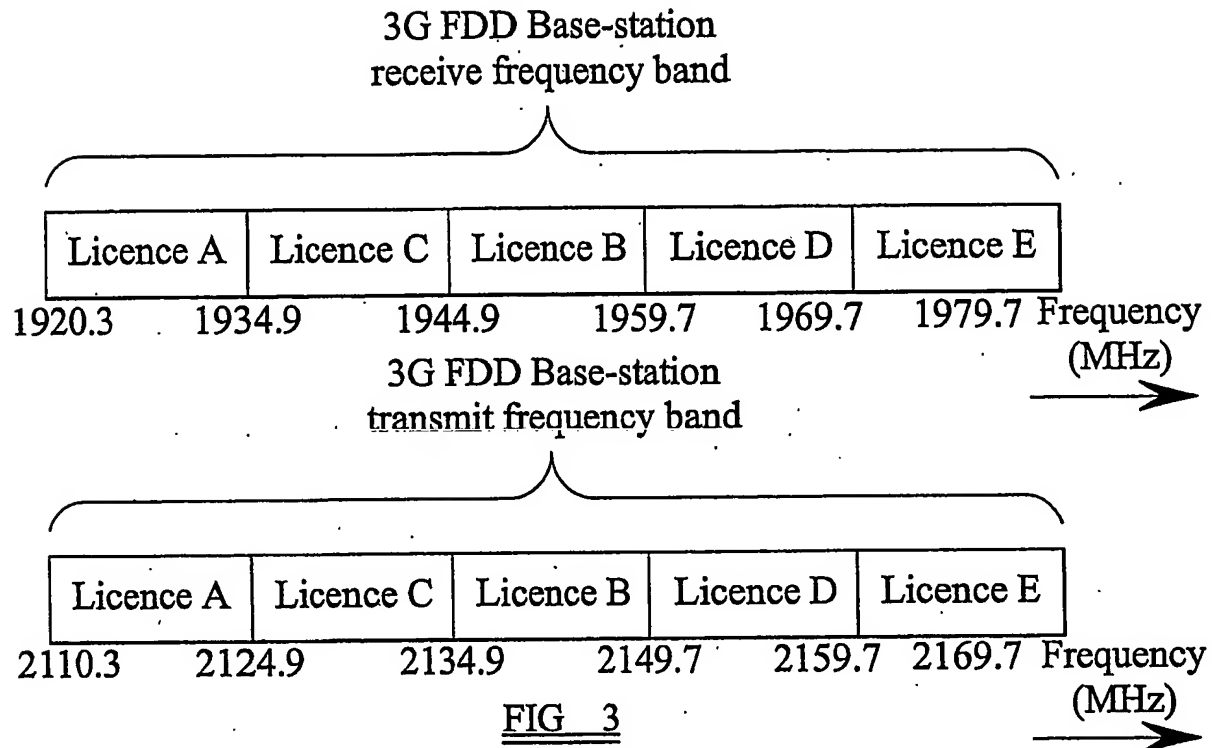 3G FDD Base-station
receive frequency band
Licence A Licence C Licence B Licence D Licence E
1920.3 1934.9 1944.9 1959.7 1969.7 1979.7 Frequency
(MHz)
3G FDD Base-station
transmit frequency band
Licence A Licence C Licence B Licence D Licence E
2110.3 2124.9 2134.9 2149.7 2159.7 2169.7 Frequency
(MHz)
FIG 3